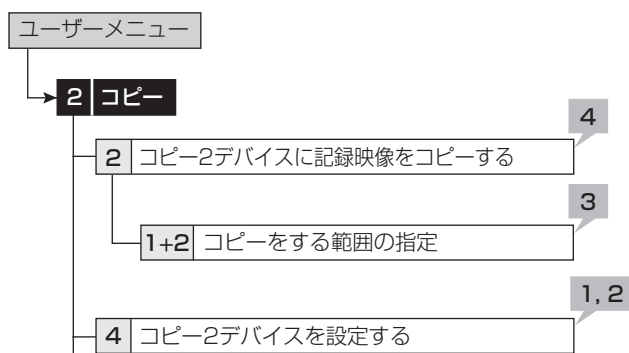 ユーザーメニュー
2 コピー
4
2 コピー2デバイスに記録映像をコピーする
3
1+2 コピーをする範囲の指定
1, 2
4 コピー2デバイスを設定する